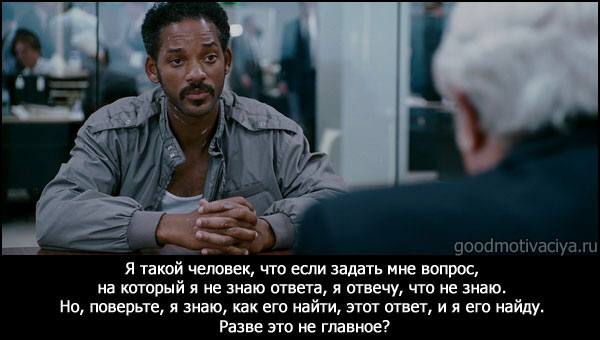 goodmotivaciya.ru
Я такой человек, что если задать мне вопрос,
на который я не знаю ответа, я отвечу, что не знаю.
Но, поверьте, я знаю, как его найти, этот ответ, и я его найду.
Разве это не главное?